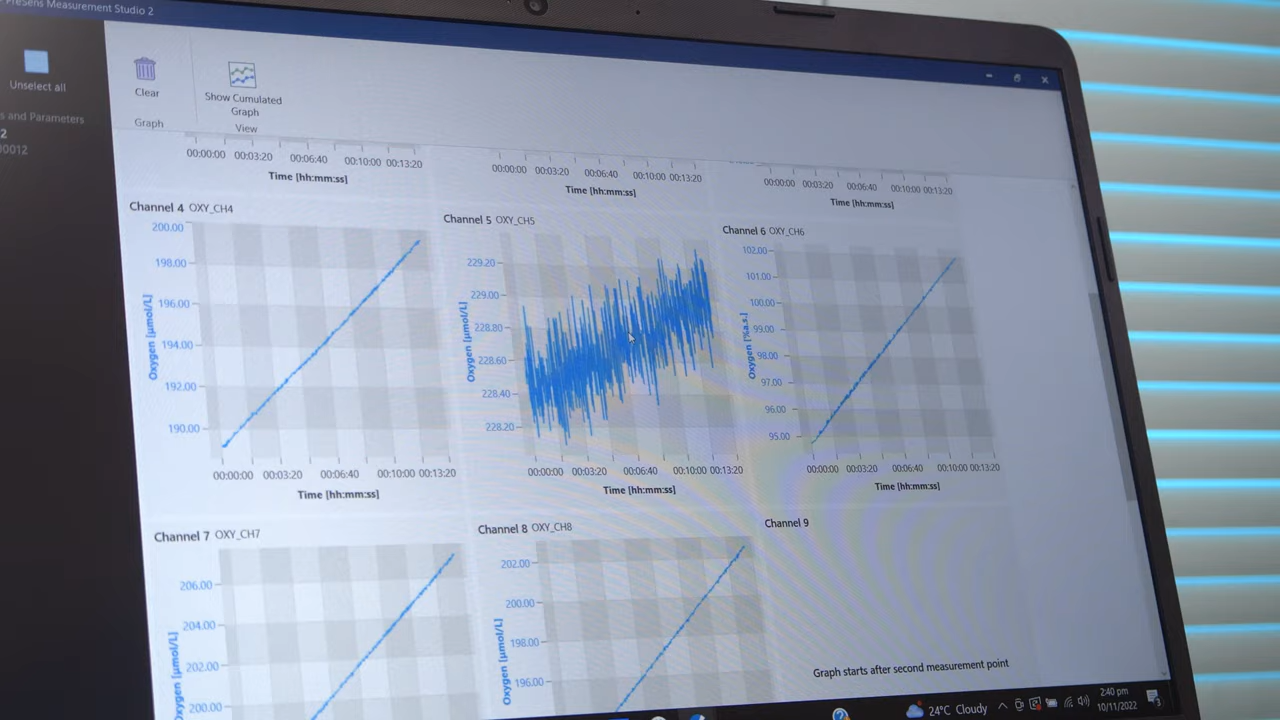 PreSens Measurement Studio 2
Unselect all
Clear
Graph
Show Cumulated
Graph
View
s and Parameters
2
00012
00:00:00 00:03:20 00:06:40 00:10:00 00:13:20
Time [hh:mm:ss]
00:00:00 00:03:20 00:06:40 00:10:00 00:13:20
Time [hh:mm:ss]
00:00:00 00:03:20 00:06:40 00:10:00 00:13:20
Time [hh:mm:ss]
Channel 4 OXY_CH4
200.00
198.00
196.00
194.00
192.00
190.00
Oxygen [µmol/L]
00:00:00 00:03:20 00:06:40 00:10:00 00:13:20
Time [hh:mm:ss]
Channel 5 OXY_CH5
229.20
229.00
228.80
228.60
228.40
228.20
Oxygen [µmol/L]
00:00:00 00:03:20 00:06:40 00:10:00 00:13:20
Time [hh:mm:ss]
Channel 6 OXY_CH6
102.00
101.00
100.00
99.00
98.00
97.00
96.00
95.00
Oxygen [%a.s.]
00:00:00 00:03:20 00:06:40 00:10:00 00:13:20
Time [hh:mm:ss]
Channel 7 OXY_CH7
206.00
204.00
202.00
200.00
Oxygen [µmol/L]
Channel 8 OXY_CH8
202.00
200.00
198.00
196.00
Oxygen [µmol/L]
Channel 9
Graph starts after second measurement point
24°C Cloudy
2:40 pm
10/11/2022
3